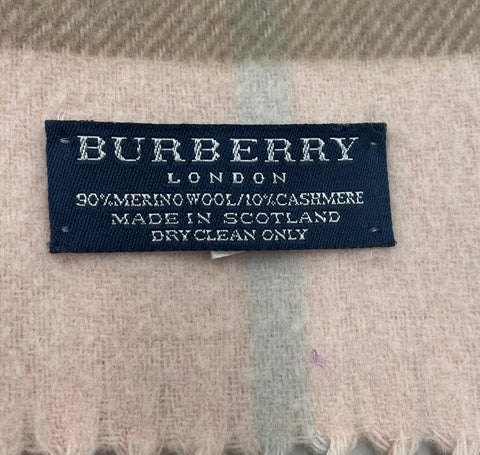 BURBERRY
LONDON
90%MERINO WOOL/10%CASHMERE
MADE IN SCOTLAND
DRY CLEAN ONLY